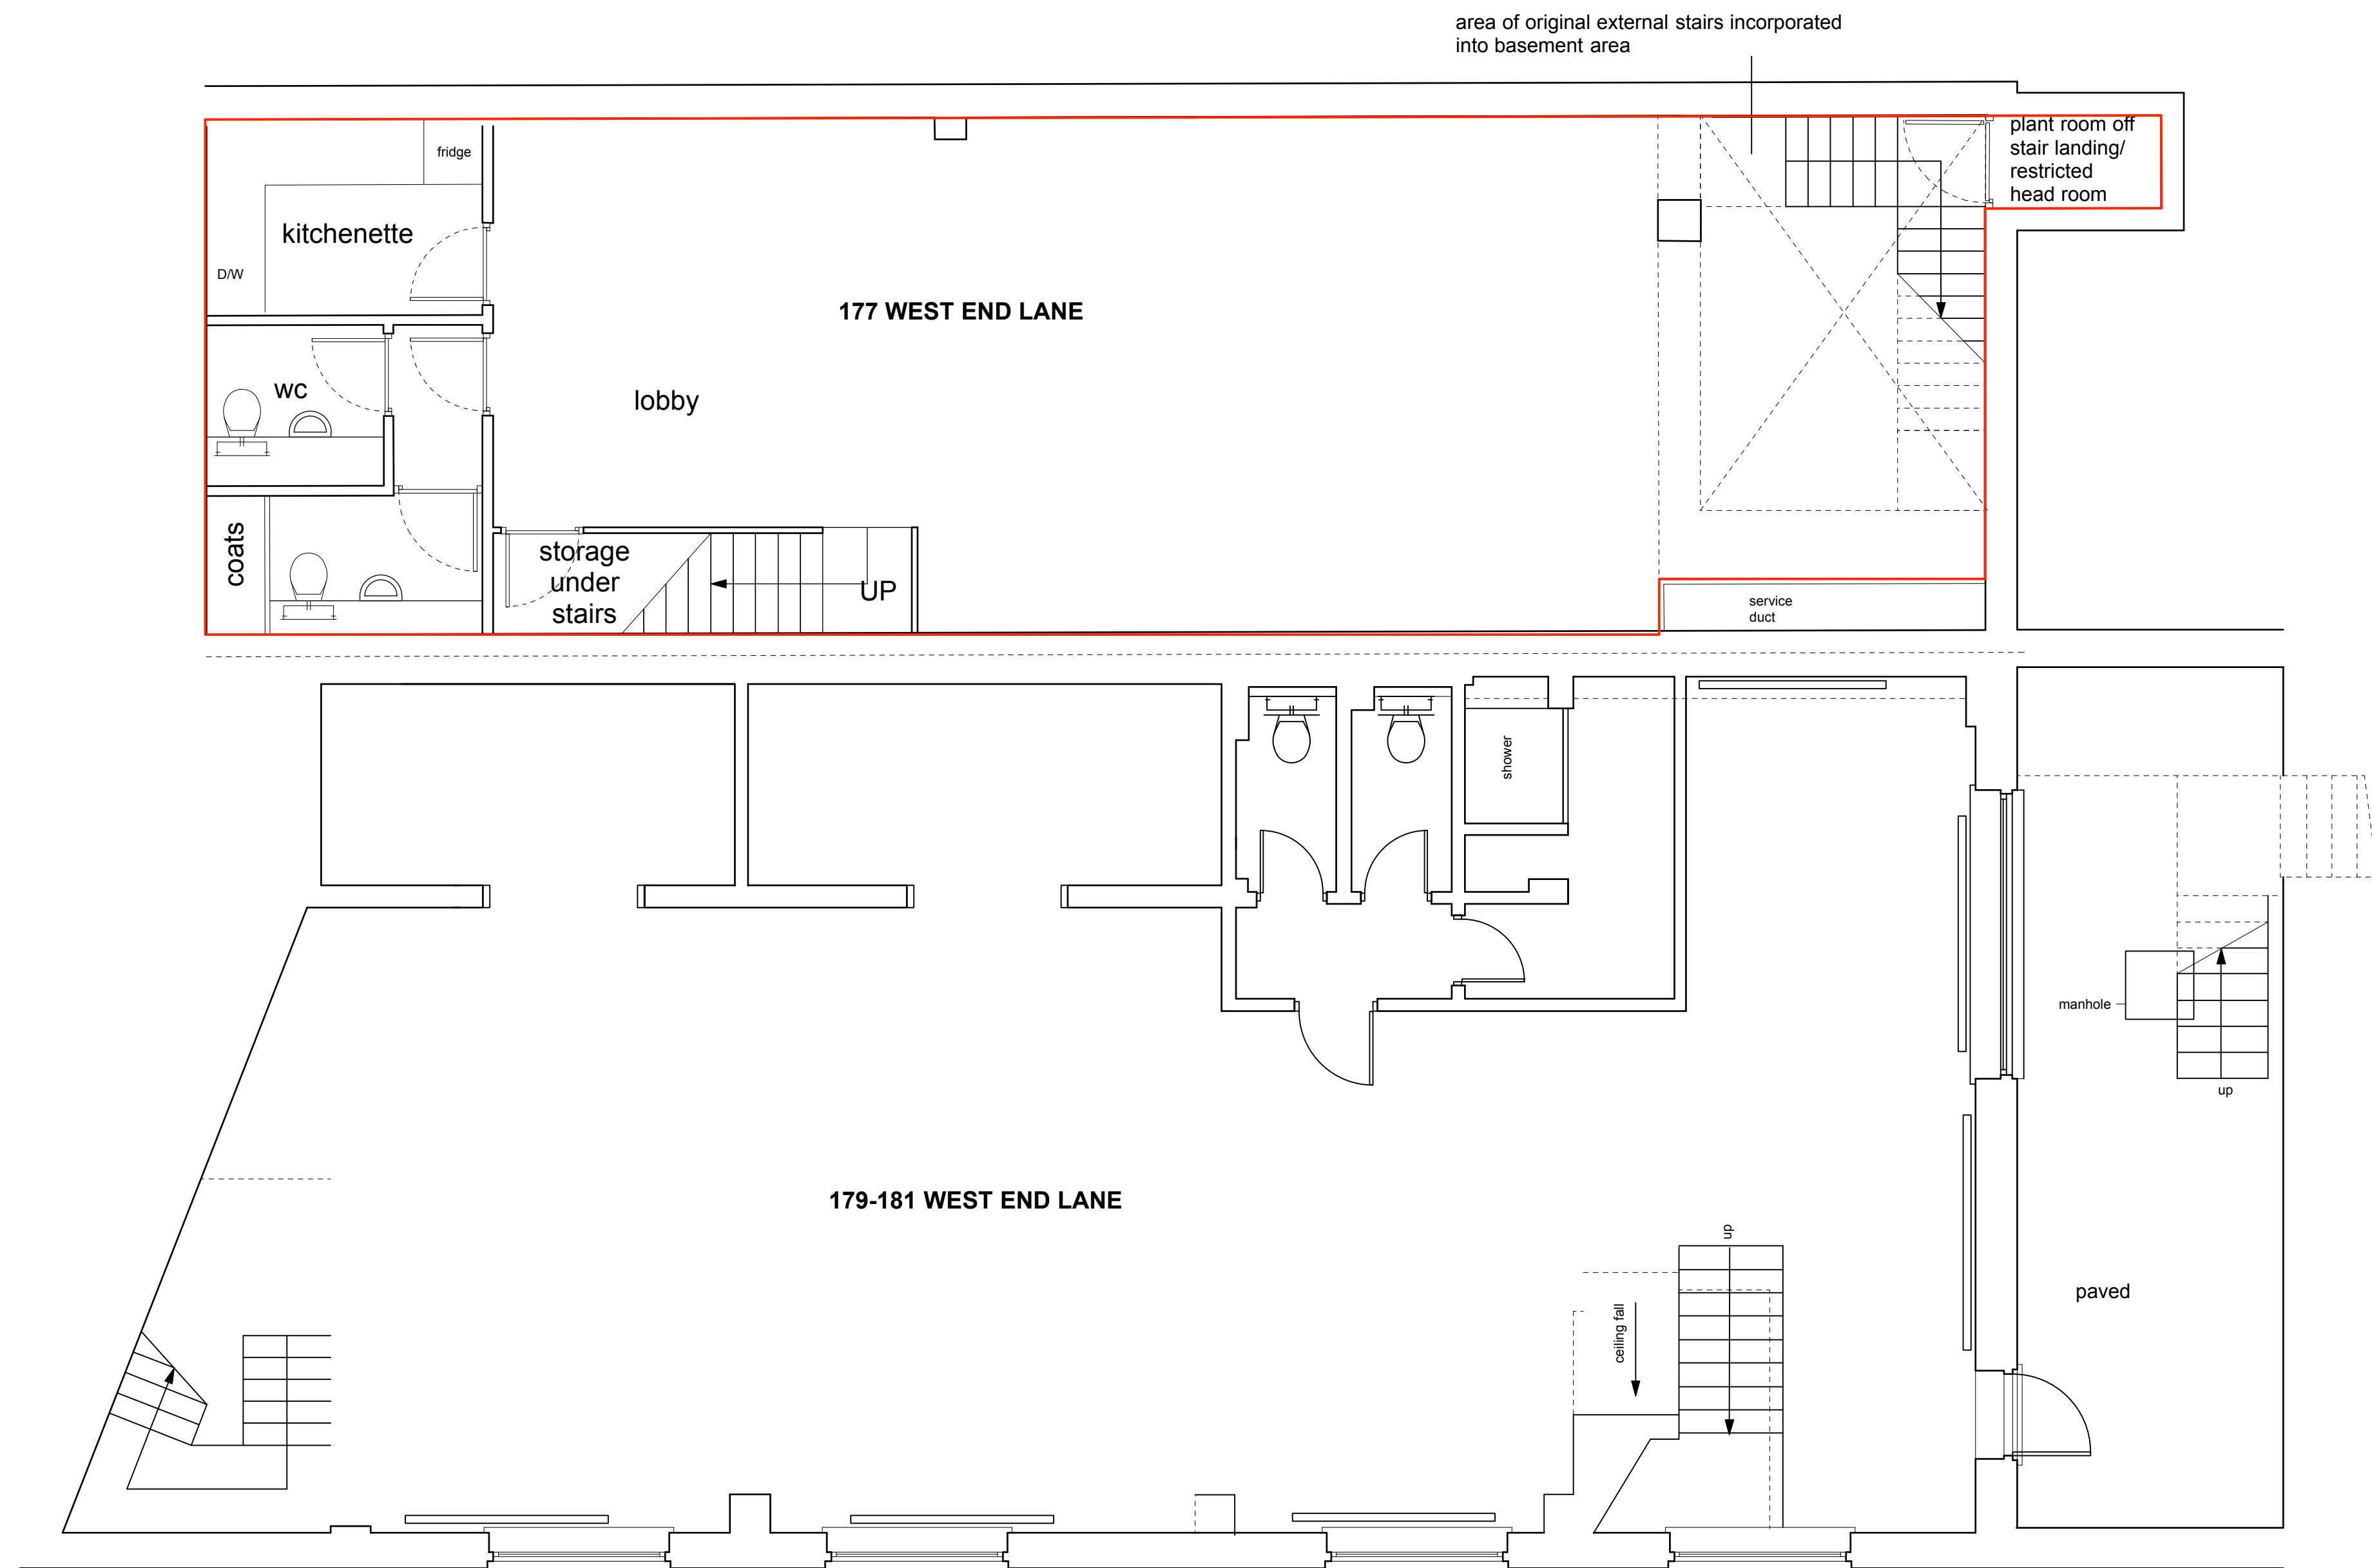 area of original external stairs incorporated
into basement area
plant room off
stair landing/
restricted
head room
fridge
kitchenette
D/W
177 WEST END LANE
wc
lobby
coats
storage
under
stairs
UP
service
duct
shower
manhole
up
179-181 WEST END LANE
up
ceiling fall
paved